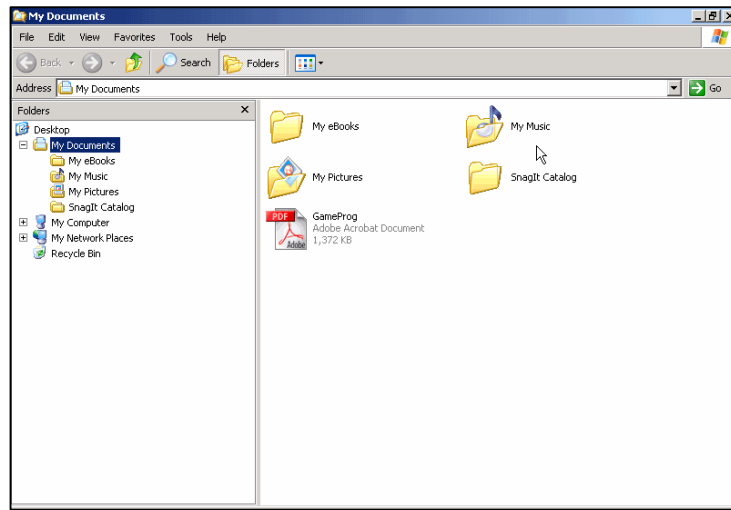 My Documents
File Edit View Favorites Tools Help
Back Search Folders
Address My Documents Go
Folders
Desktop
My Documents
My eBooks
My Music
My Pictures
SnagIt Catalog
My Computer
My Network Places
Recycle Bin
My eBooks My Music
My Pictures SnagIt Catalog
PDF
Adobe
GameProg
Adobe Acrobat Document
1,372 KB